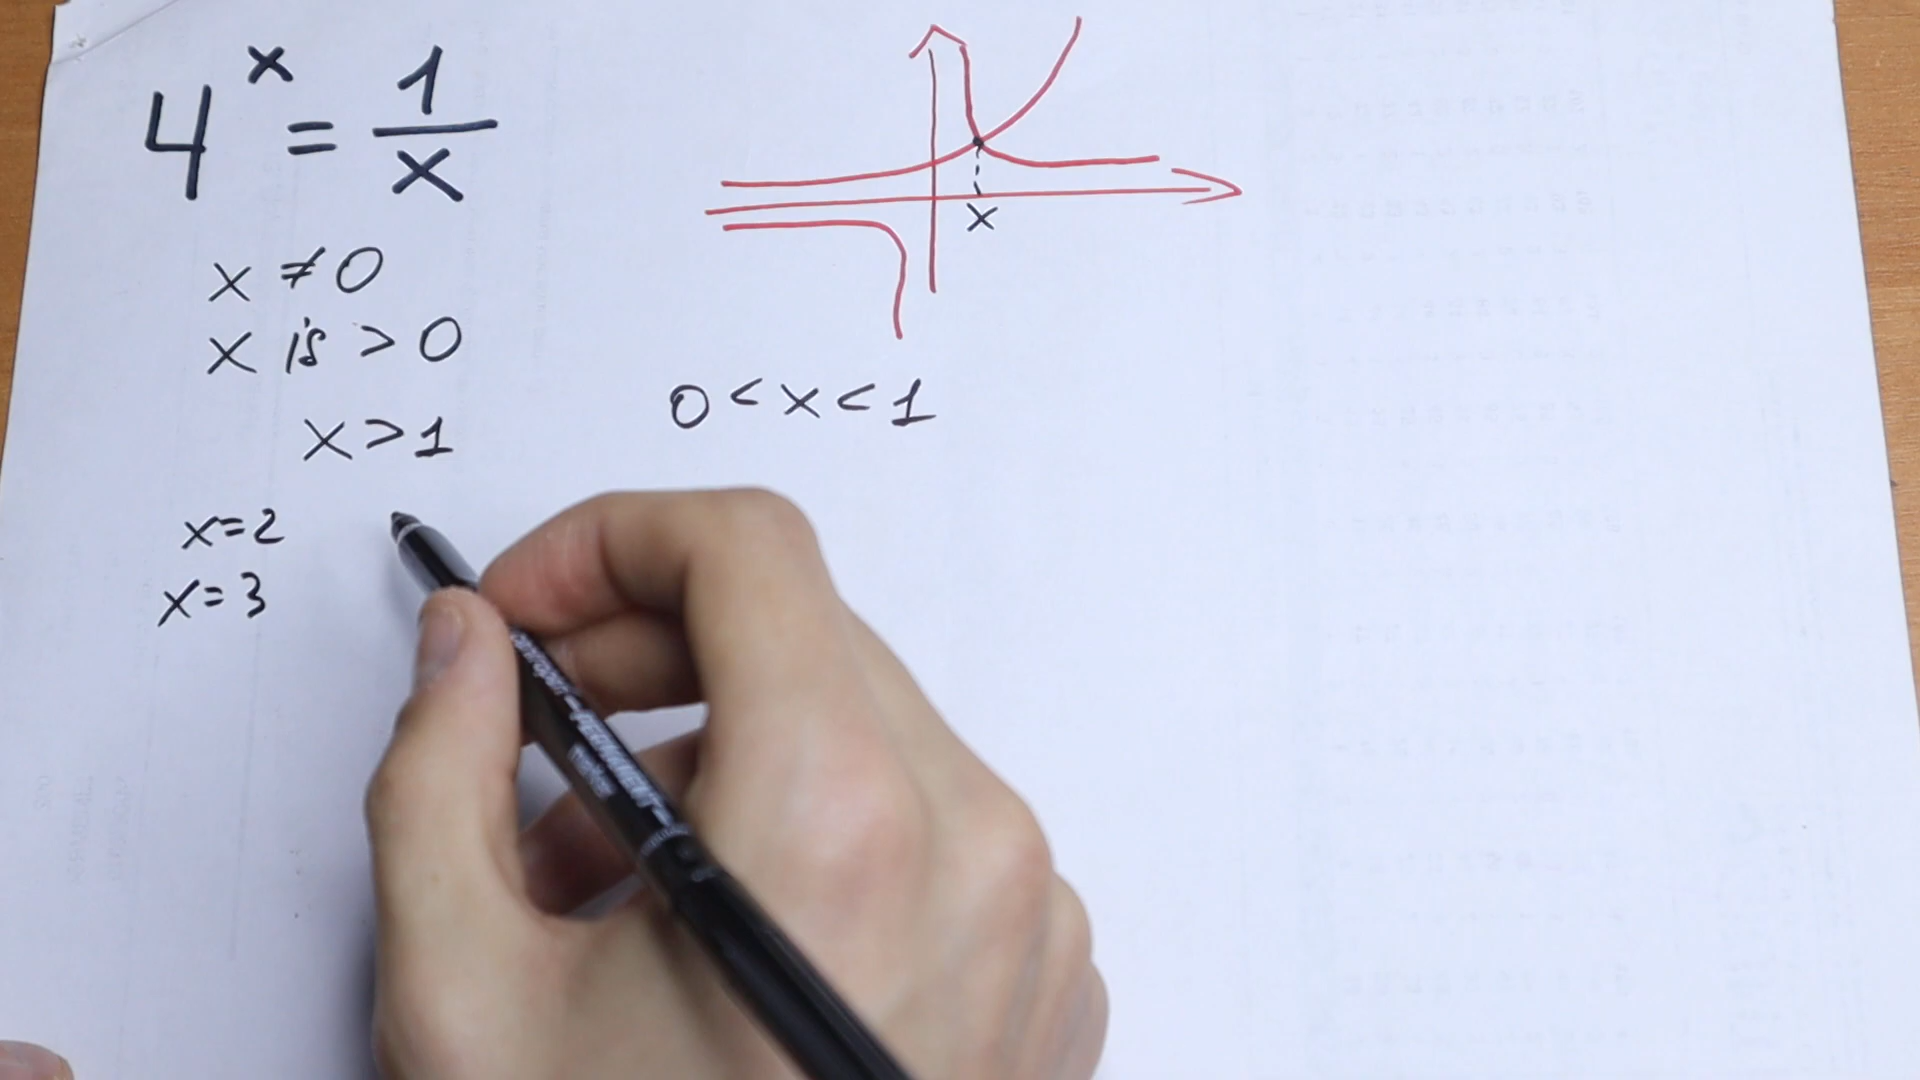 4^x = 1/x
x ≠ 0
x is > 0
x > 1
x = 2
x = 3
x
0 < x < 1